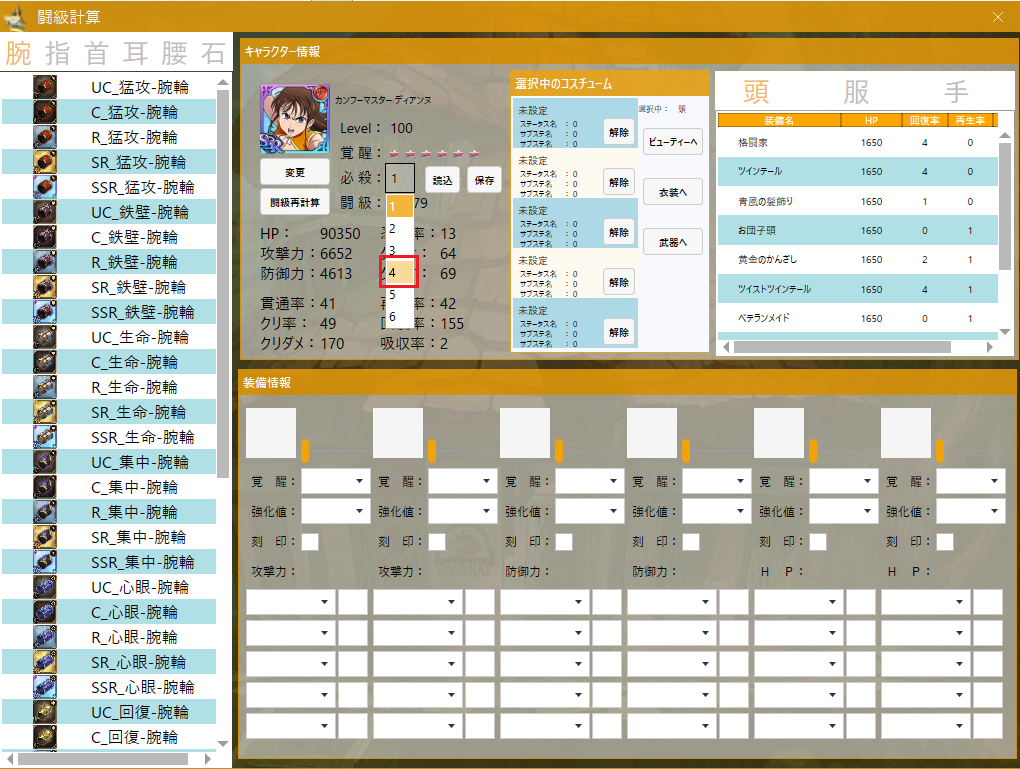 闘級計算
腕 指 首 耳 腰 石
UC_猛攻-腕輪
C_猛攻-腕輪
R_猛攻-腕輪
SR_猛攻-腕輪
SSR_猛攻-腕輪
UC_鉄壁-腕輪
C_鉄壁-腕輪
R_鉄壁-腕輪
SR_鉄壁-腕輪
SSR_鉄壁-腕輪
UC_生命-腕輪
C_生命-腕輪
R_生命-腕輪
SR_生命-腕輪
SSR_生命-腕輪
UC_集中-腕輪
C_集中-腕輪
R_集中-腕輪
SR_集中-腕輪
SSR_集中-腕輪
UC_心眼-腕輪
C_心眼-腕輪
R_心眼-腕輪
SR_心眼-腕輪
SSR_心眼-腕輪
UC_回復-腕輪
C_回復-腕輪
キャラクター情報
カンフーマスター ディアンヌ
Level： 100
覚 醒：
必 殺： 1 読込 保存
変更
闘級再計算
闘 級： 79
1
2
3
4
5
6
HP： 90350 ：13
攻撃力：6652 ： 64
防御力：4613 ： 69
貫通率：41 ：42
クリ率： 49 ：155
クリダメ：170 吸収率：2
選択中のコスチューム
未設定
ステータス名 ： 0
サブステ名 ： 0
サブステ名 ： 0
解除
未設定
ステータス名 ： 0
サブステ名 ： 0
サブステ名 ： 0
解除
未設定
ステータス名 ： 0
サブステ名 ： 0
サブステ名 ： 0
解除
未設定
ステータス名 ： 0
サブステ名 ： 0
サブステ名 ： 0
解除
未設定
ステータス名 ： 0
サブステ名 ： 0
サブステ名 ： 0
解除
選択中： 頭
ビューティーへ
衣装へ
武器へ
頭 服 手
装備名 HP 回復率 再生率
格闘家 1650 4 0
ツインテール 1650 4 0
青風の髪飾り 1650 1 0
お団子頭 1650 0 1
黄金のかんざし 1650 2 1
ツイストツインテール 1650 4 1
ベテランメイド 1650 0 1
装備情報
覚 醒： 覚 醒： 覚 醒： 覚 醒： 覚 醒： 覚 醒：
強化値： 強化値： 強化値： 強化値： 強化値： 強化値：
刻 印： 刻 印： 刻 印： 刻 印： 刻 印： 刻 印：
攻撃力： 攻撃力： 防御力： 防御力： H P： H P：